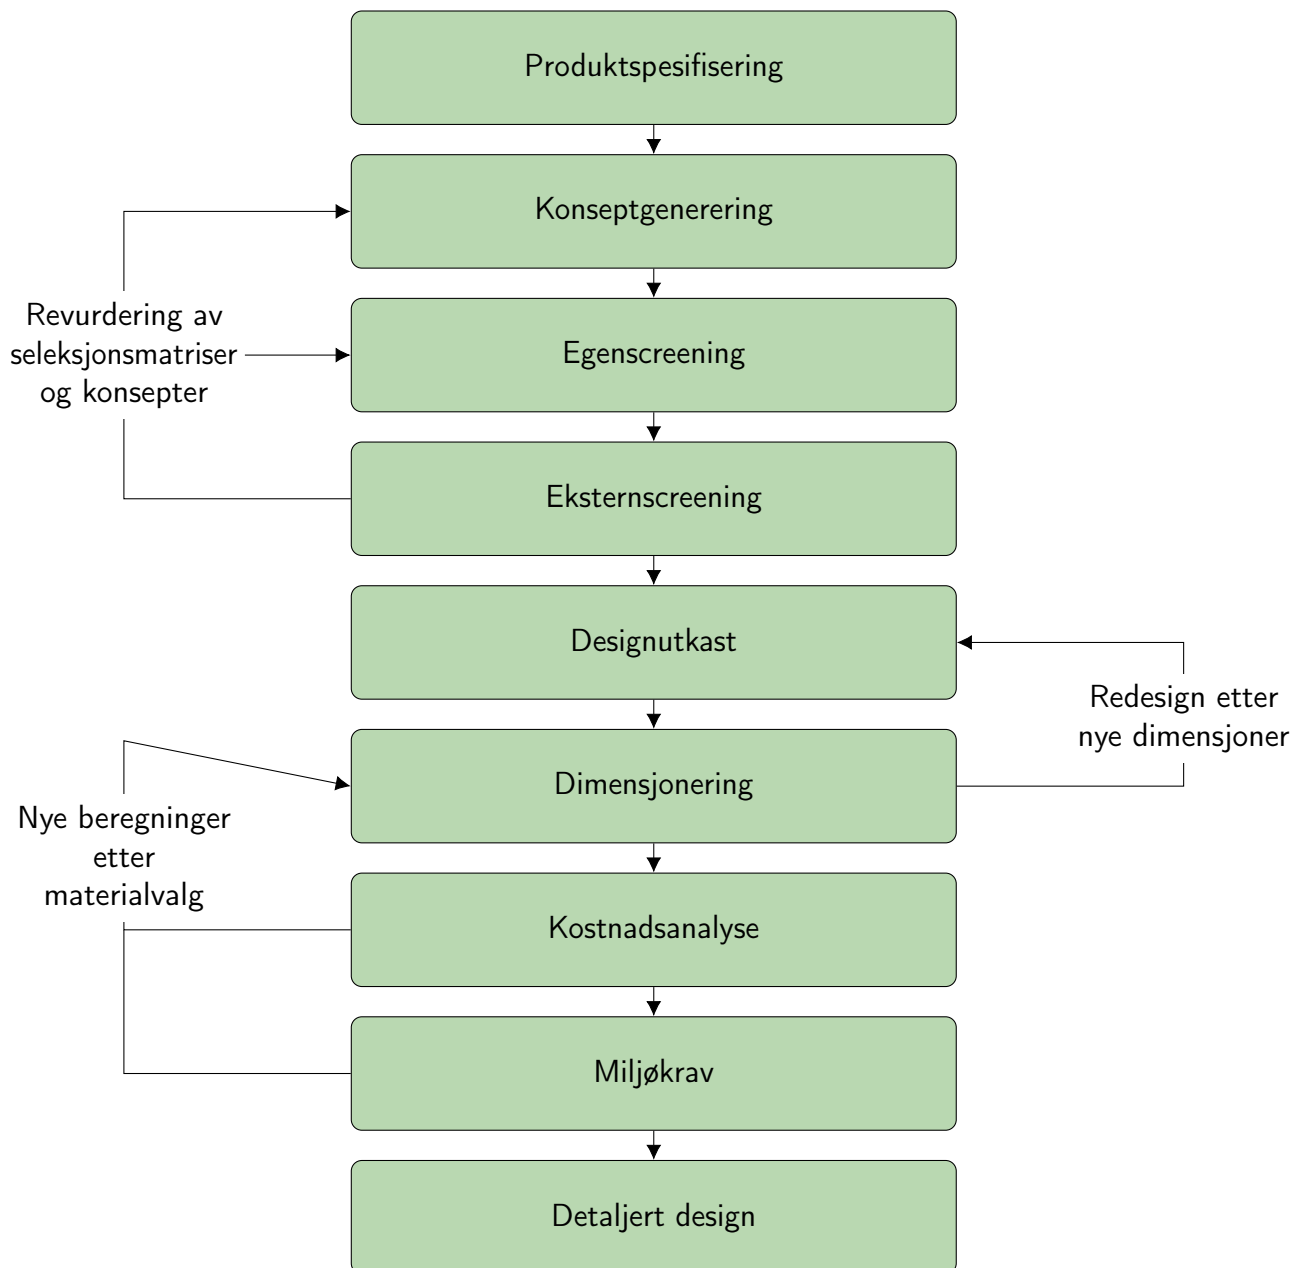 Produktspesifisering
Konseptgenerering
Revurdering av
seleksjonsmatriser
og konsepter
Egenscreening
Eksternscreening
Designutkast
Redesign etter
nye dimensjoner
Dimensjonering
Nye beregninger
etter
materialvalg
Kostnadsanalyse
Miljøkrav
Detaljert design